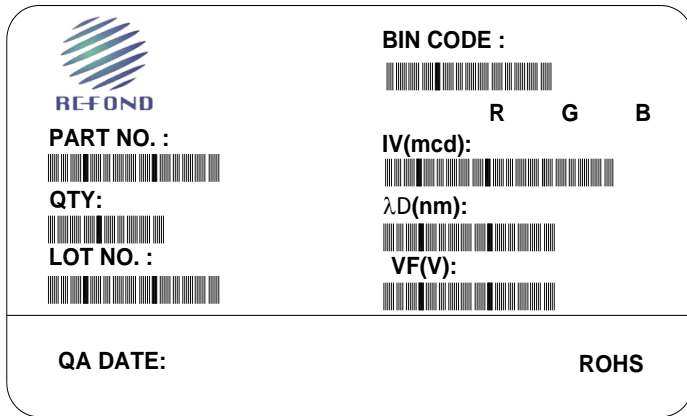 REFOND
PART NO. :
QTY:
LOT NO. :
BIN CODE :
R G B
IV(mcd):
λD(nm):
VF(V):
QA DATE:
ROHS